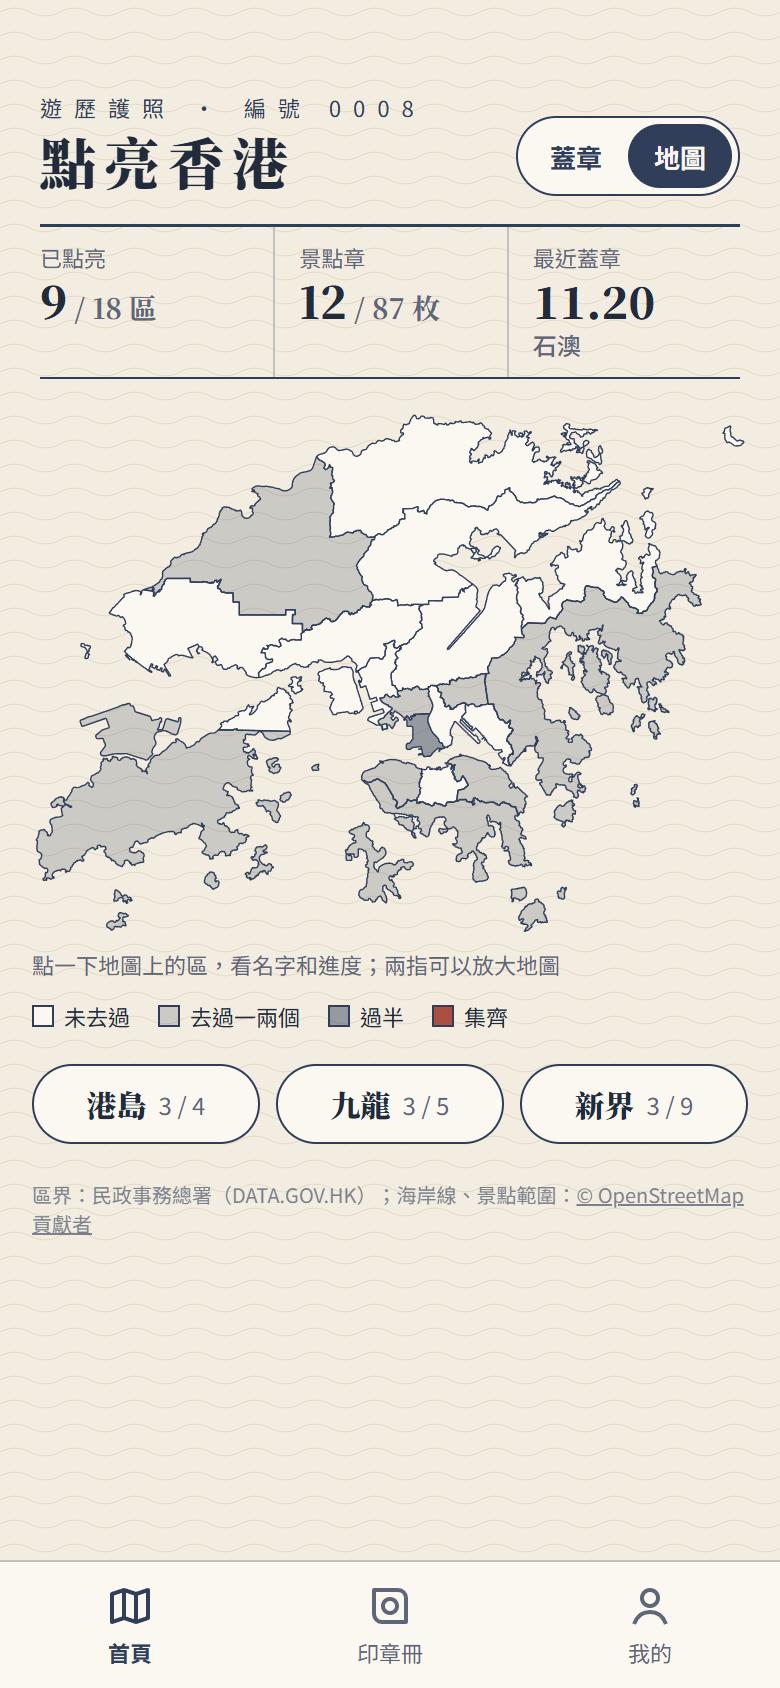 遊歷護照 · 編號 0008
點亮香港
蓋章 地圖
已點亮 景點章 最近蓋章
9 / 18 區 12 / 87 枚 11.20
石澳
點一下地圖上的區，看名字和進度；兩指可以放大地圖
未去過 去過一兩個 過半 集齊
港島 3 / 4 九龍 3 / 5 新界 3 / 9
區界：民政事務總署（DATA.GOV.HK）；海岸線、景點範圍：© OpenStreetMap
貢獻者
首頁 印章冊 我的